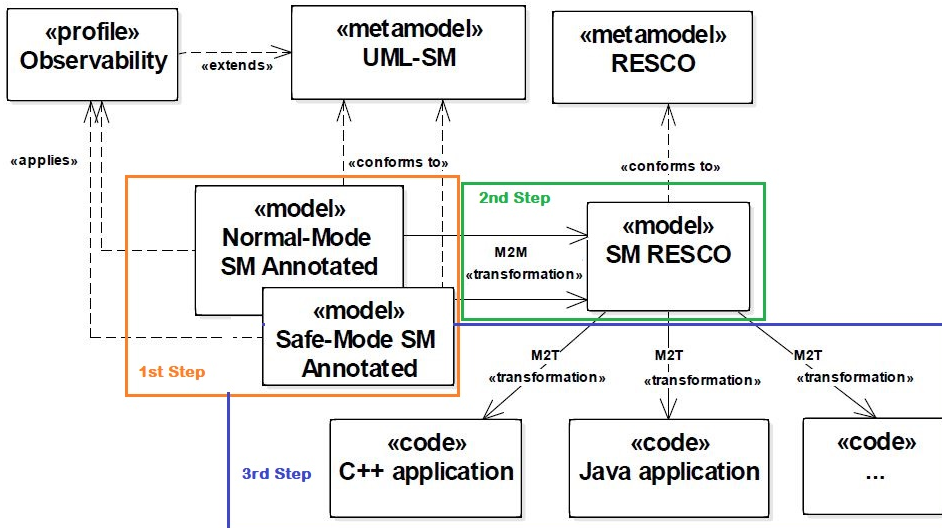 «profile»
Observability
«extends»
«metamodel»
UML-SM
«metamodel»
RESCO
«applies»
«conforms to»
«conforms to»
«model»
Normal-Mode
SM Annotated
2nd Step
M2M
«transformation»
«model»
SM RESCO
«model»
Safe-Mode SM
Annotated
1st Step
M2T
«transformation»
M2T
«transformation»
M2T
«transformation»
3rd Step
«code»
C++ application
«code»
Java application
«code»
...